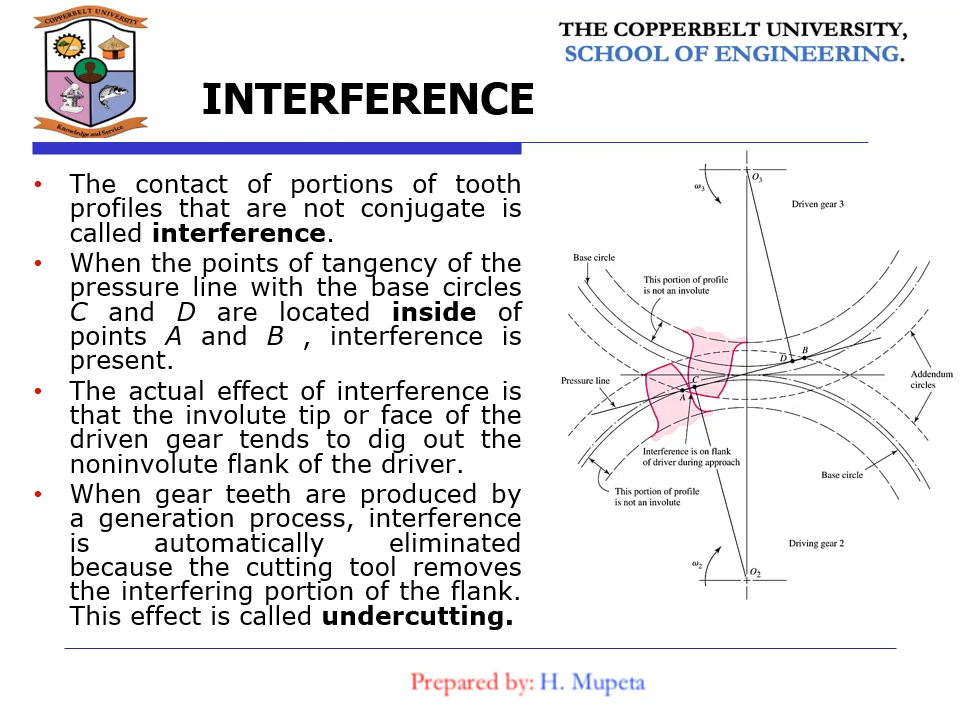 COPPERBELT UNIVERSITY
Knowledge and Service
THE COPPERBELT UNIVERSITY,
SCHOOL OF ENGINEERING.
INTERFERENCE
• The contact of portions of tooth
profiles that are not conjugate is
called interference.
• When the points of tangency of the
pressure line with the base circles
C and D are located inside of
points A and B , interference is
present.
• The actual effect of interference is
that the involute tip or face of the
driven gear tends to dig out the
noninvolute flank of the driver.
• When gear teeth are produced by
a generation process, interference
is automatically eliminated
because the cutting tool removes
the interfering portion of the flank.
This effect is called undercutting.
O3
ω3
Driven gear 3
Base circle
This portion of profile
is not an involute
B
D
Addendum
circles
Pressure line
C
A
Interference is on flank
of driver during approach
Base circle
This portion of profile
is not an involute
Driving gear 2
ω2
O2
Prepared by: H. Mupeta